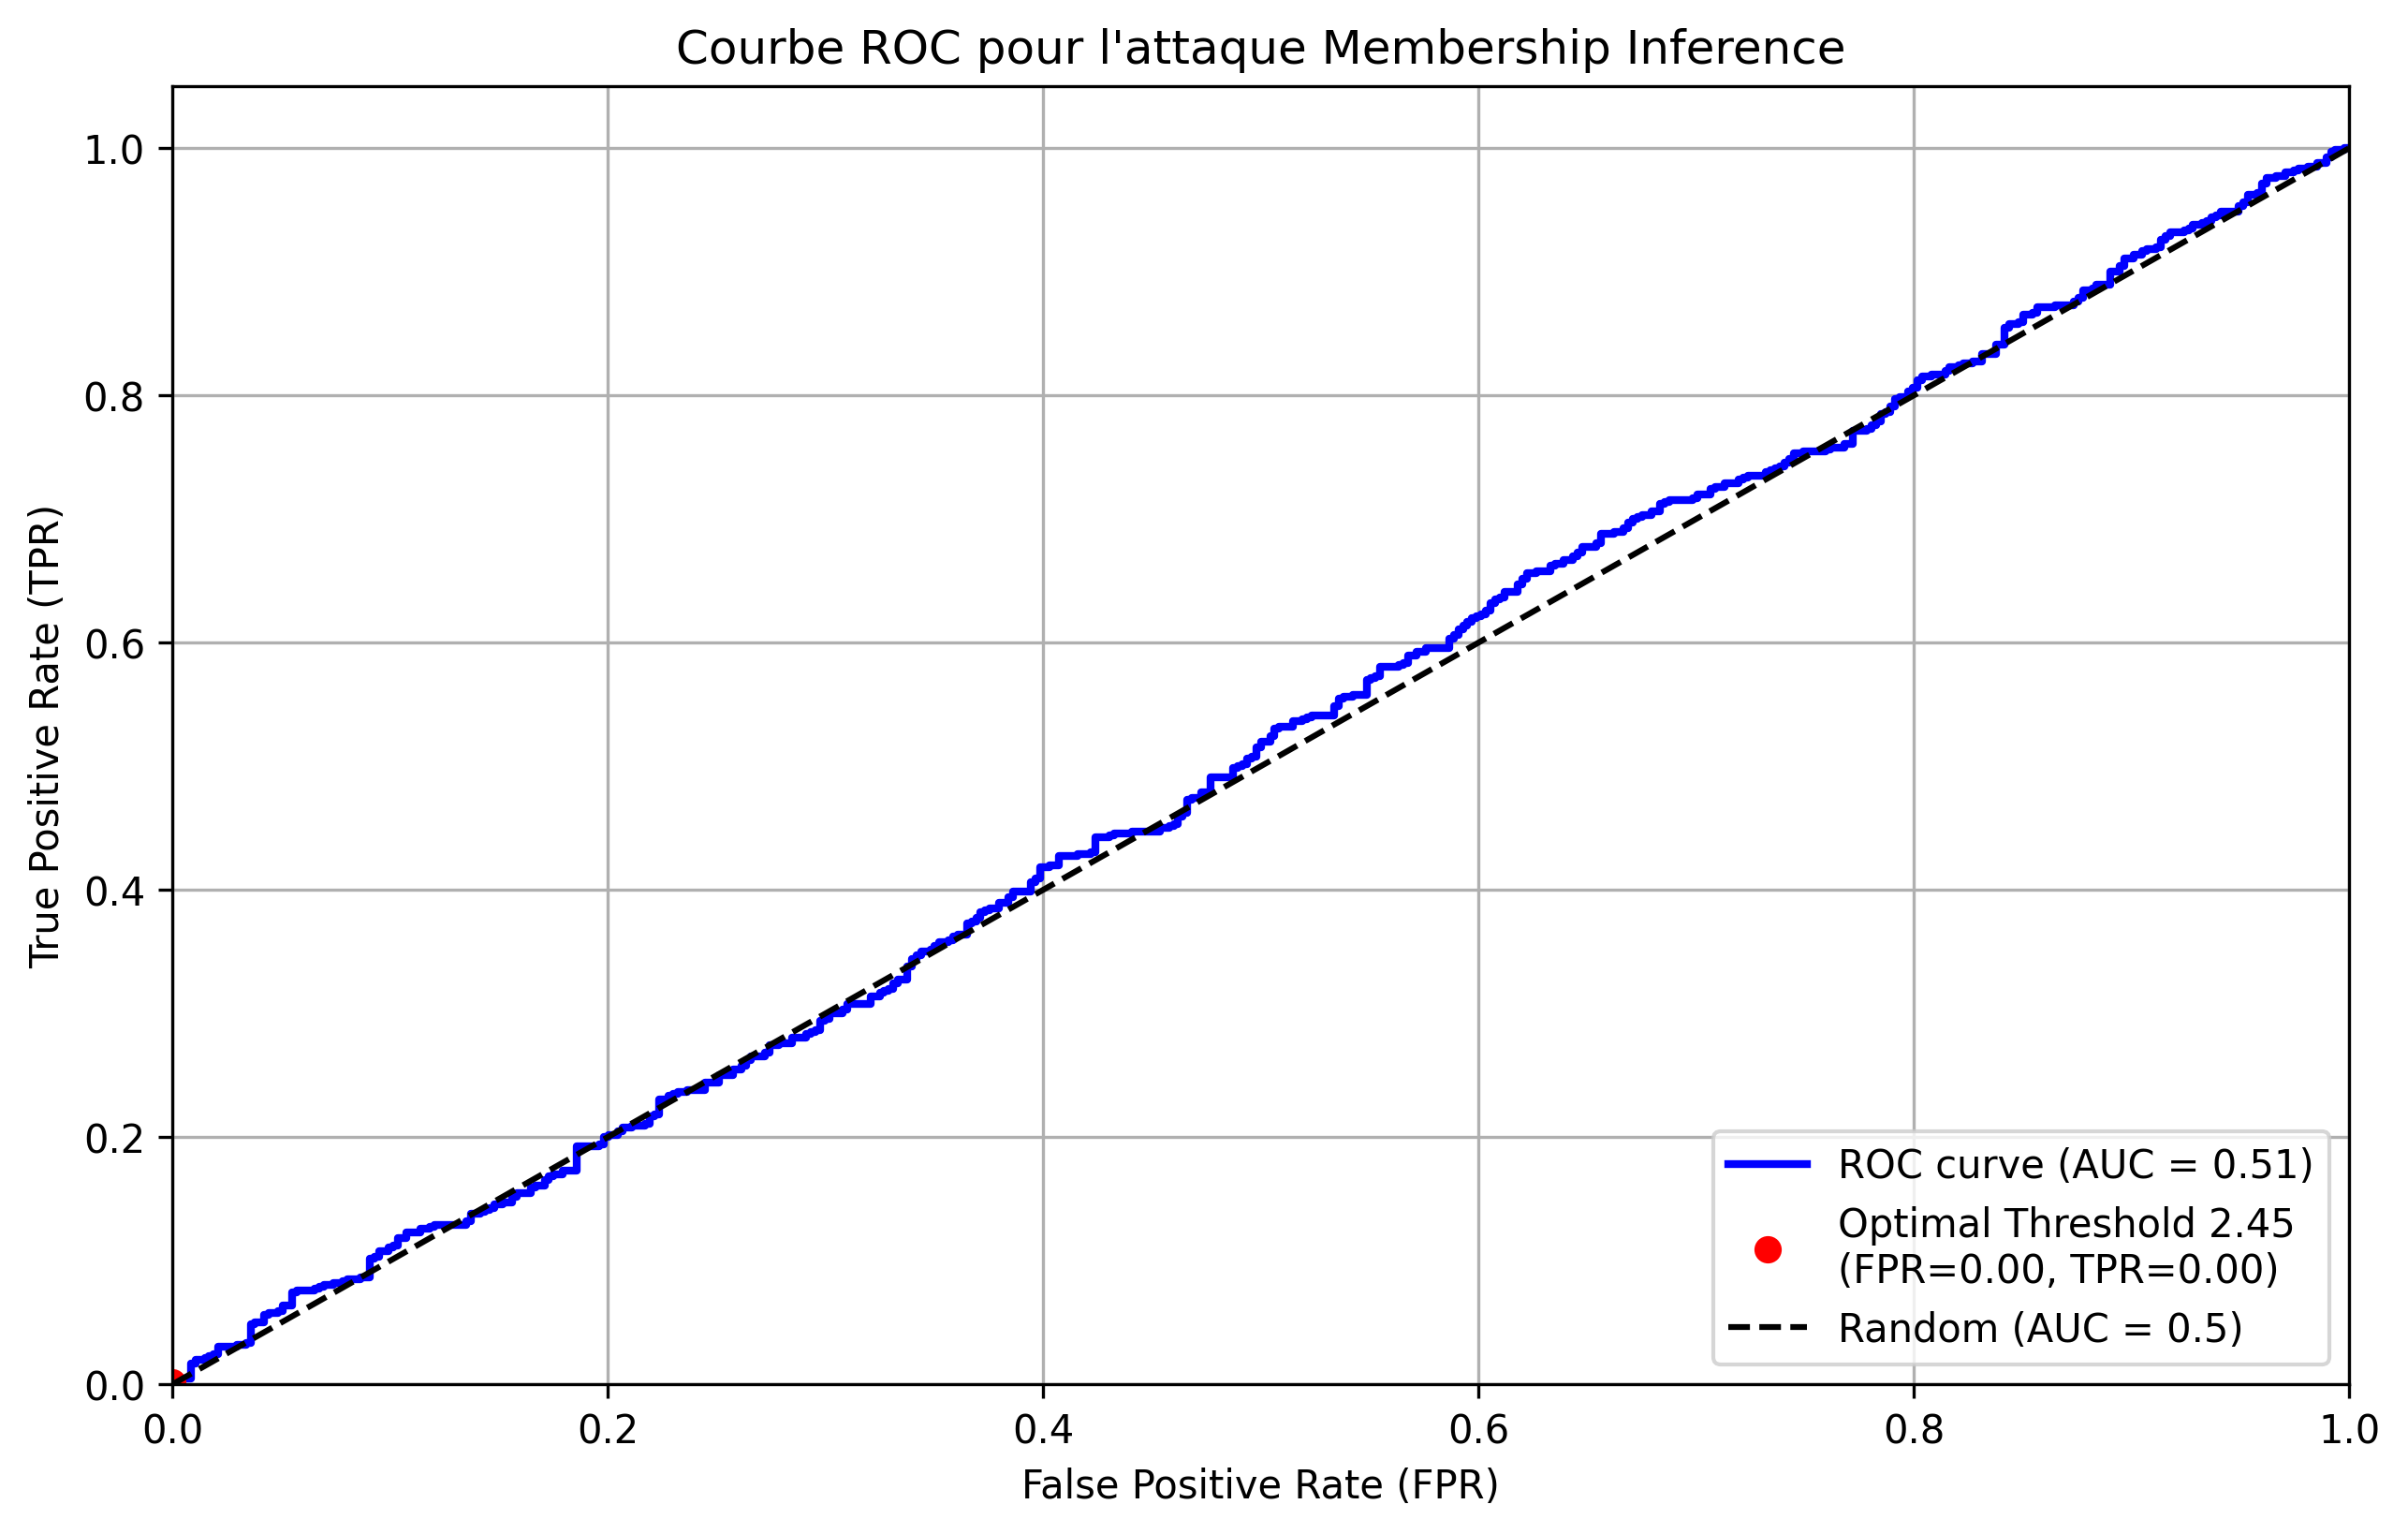 Courbe ROC pour l'attaque Membership Inference
True Positive Rate (TPR)
1.0
0.8
0.6
0.4
0.2
0.0
0.0 0.2 0.4 0.6 0.8 1.0
False Positive Rate (FPR)
ROC curve (AUC = 0.51)
Optimal Threshold 2.45
(FPR=0.00, TPR=0.00)
Random (AUC = 0.5)